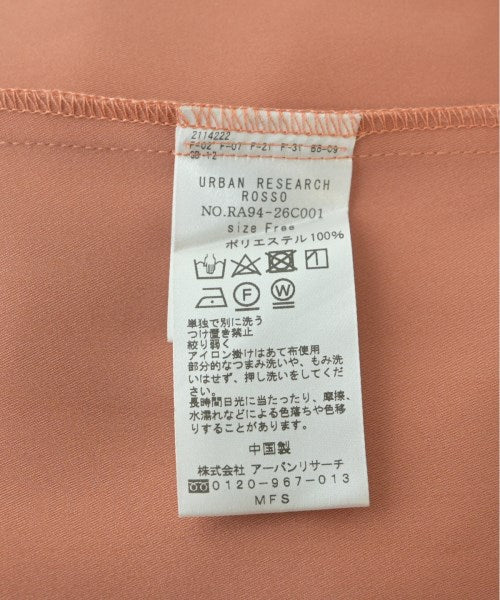 2114222
F-02 F-07 F-21 F-31 BB-09
GD-12
URBAN RESEARCH
ROSSO
NO.RA94-26C001
size Free
ポリエステル100%
F W
単独で別に洗う
つけ置き禁止
絞り弱く
アイロン掛けはあて布使用
部分的なつまみ洗いや、もみ洗
いはせず、押し洗いをしてくだ
さい。
長時間日光に当たったり、摩擦、
水濡れなどによる色落ちや色移
りすることがあります。
中国製
株式会社 アーバンリサーチ
0120-967-013
MFS